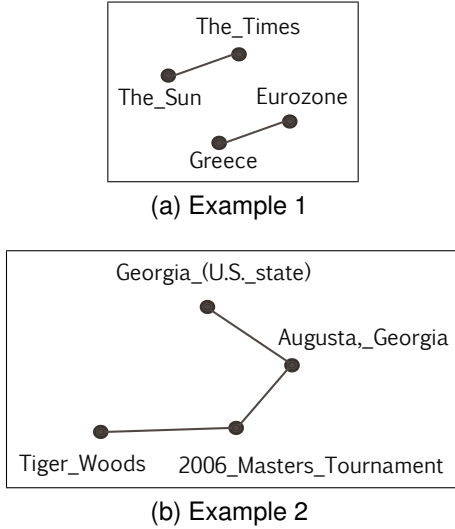 The_Times
The_Sun
Eurozone
Greece
(a) Example 1
Georgia_(U.S._state)
Augusta,_Georgia
Tiger_Woods
2006_Masters_Tournament
(b) Example 2